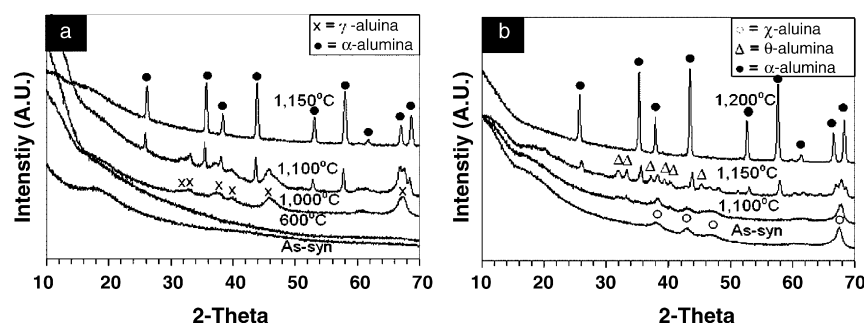 a
x = γ-aluina
● = α-alumina
Intenstiy (A.U.)
1,150°C
1,100°C
1,000°C
600°C
As-syn
10 20 30 40 50 60 70
2-Theta
b
○ = χ-aluina
Δ = θ-alumina
● = α-alumina
Intenstiy (A.U.)
1,200°C
1,150°C
1,100°C
As-syn
10 20 30 40 50 60 70
2-Theta